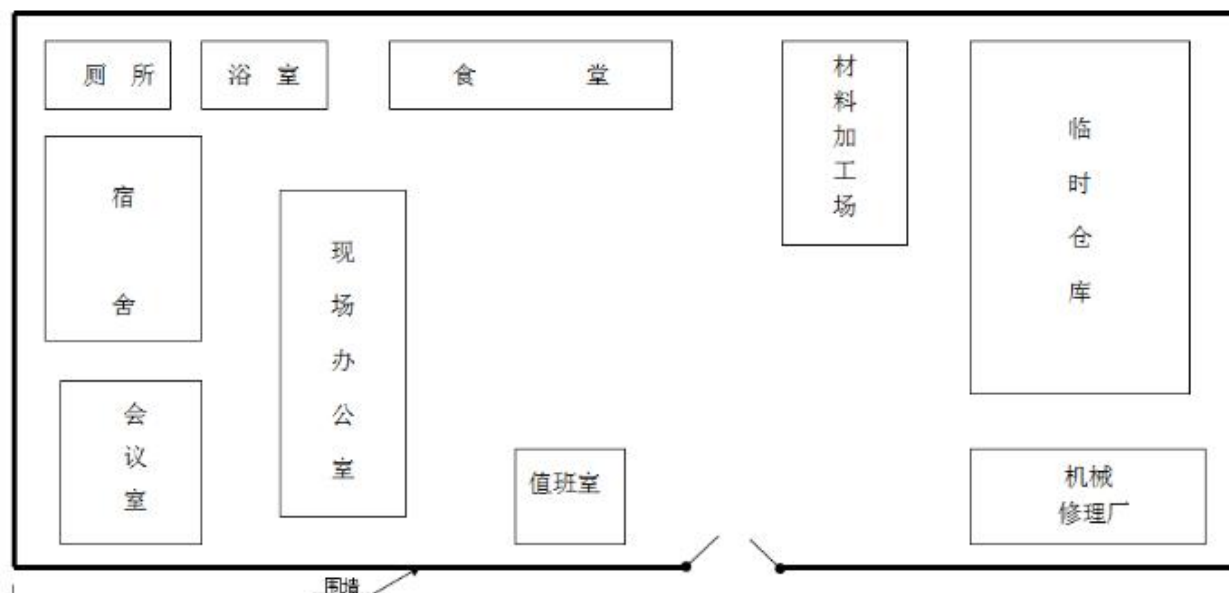 厕所
浴室
食堂
材料加工场
临时仓库
宿舍
现场办公室
会议室
值班室
机械
修理厂
围墙